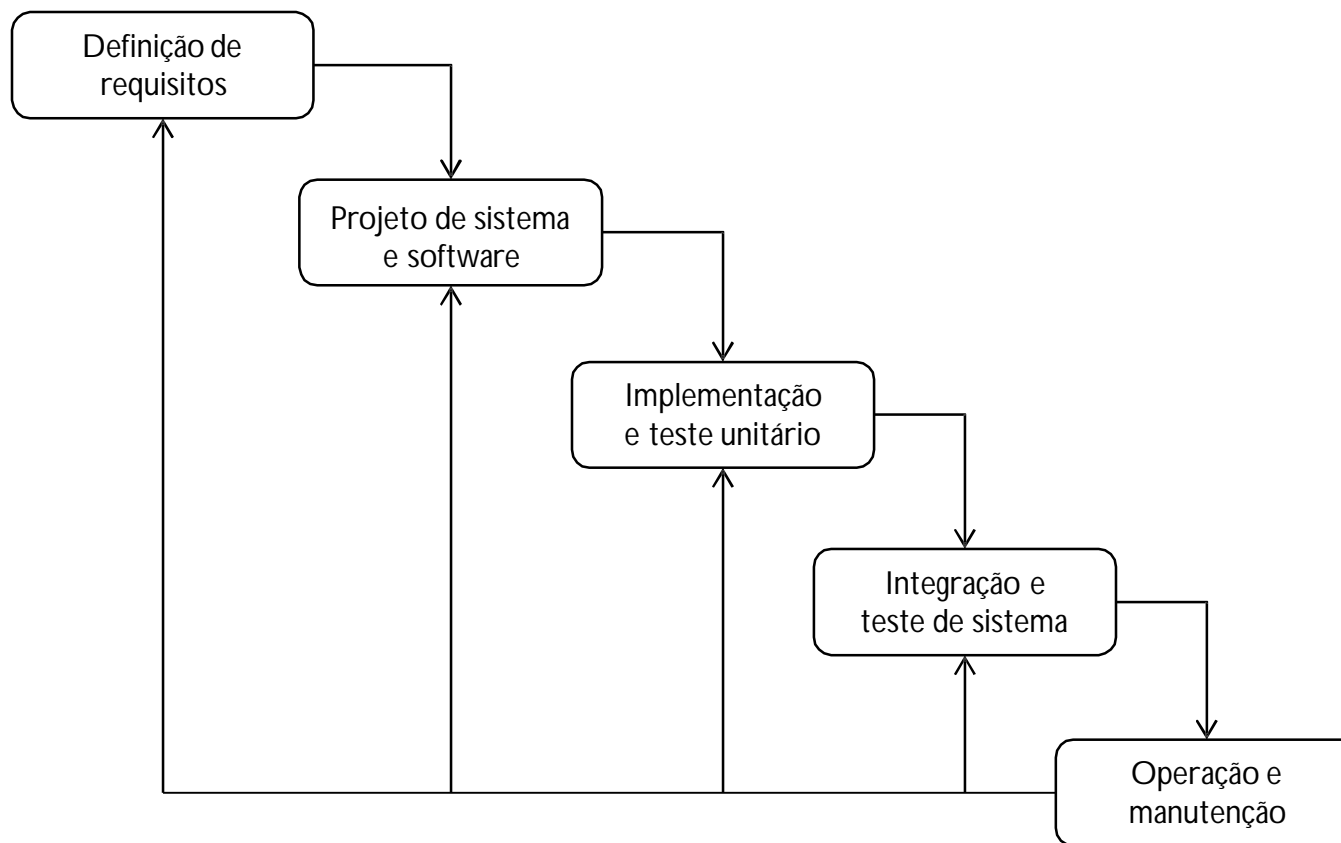 Definição de
requisitos
Projeto de sistema
e software
Implementação
e teste unitário
Integração e
teste de sistema
Operação e
manutenção